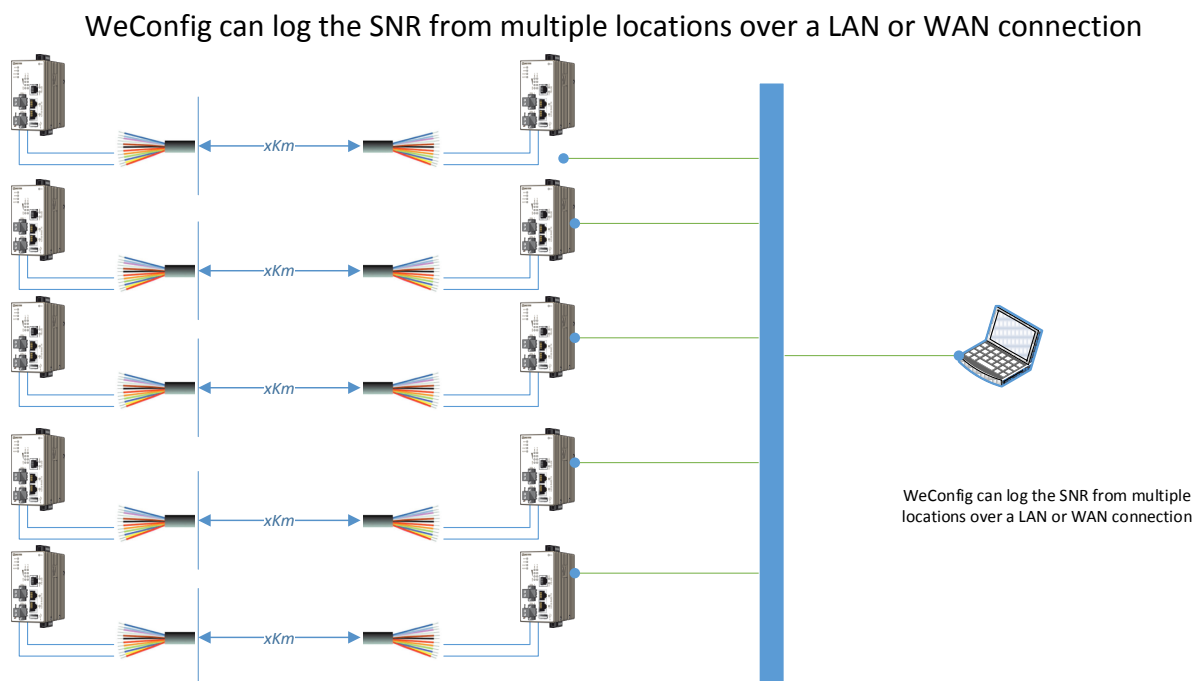 WeConfig can log the SNR from multiple locations over a LAN or WAN connection
xKm
xKm
xKm
xKm
xKm
WeConfig can log the SNR from multiple
locations over a LAN or WAN connection